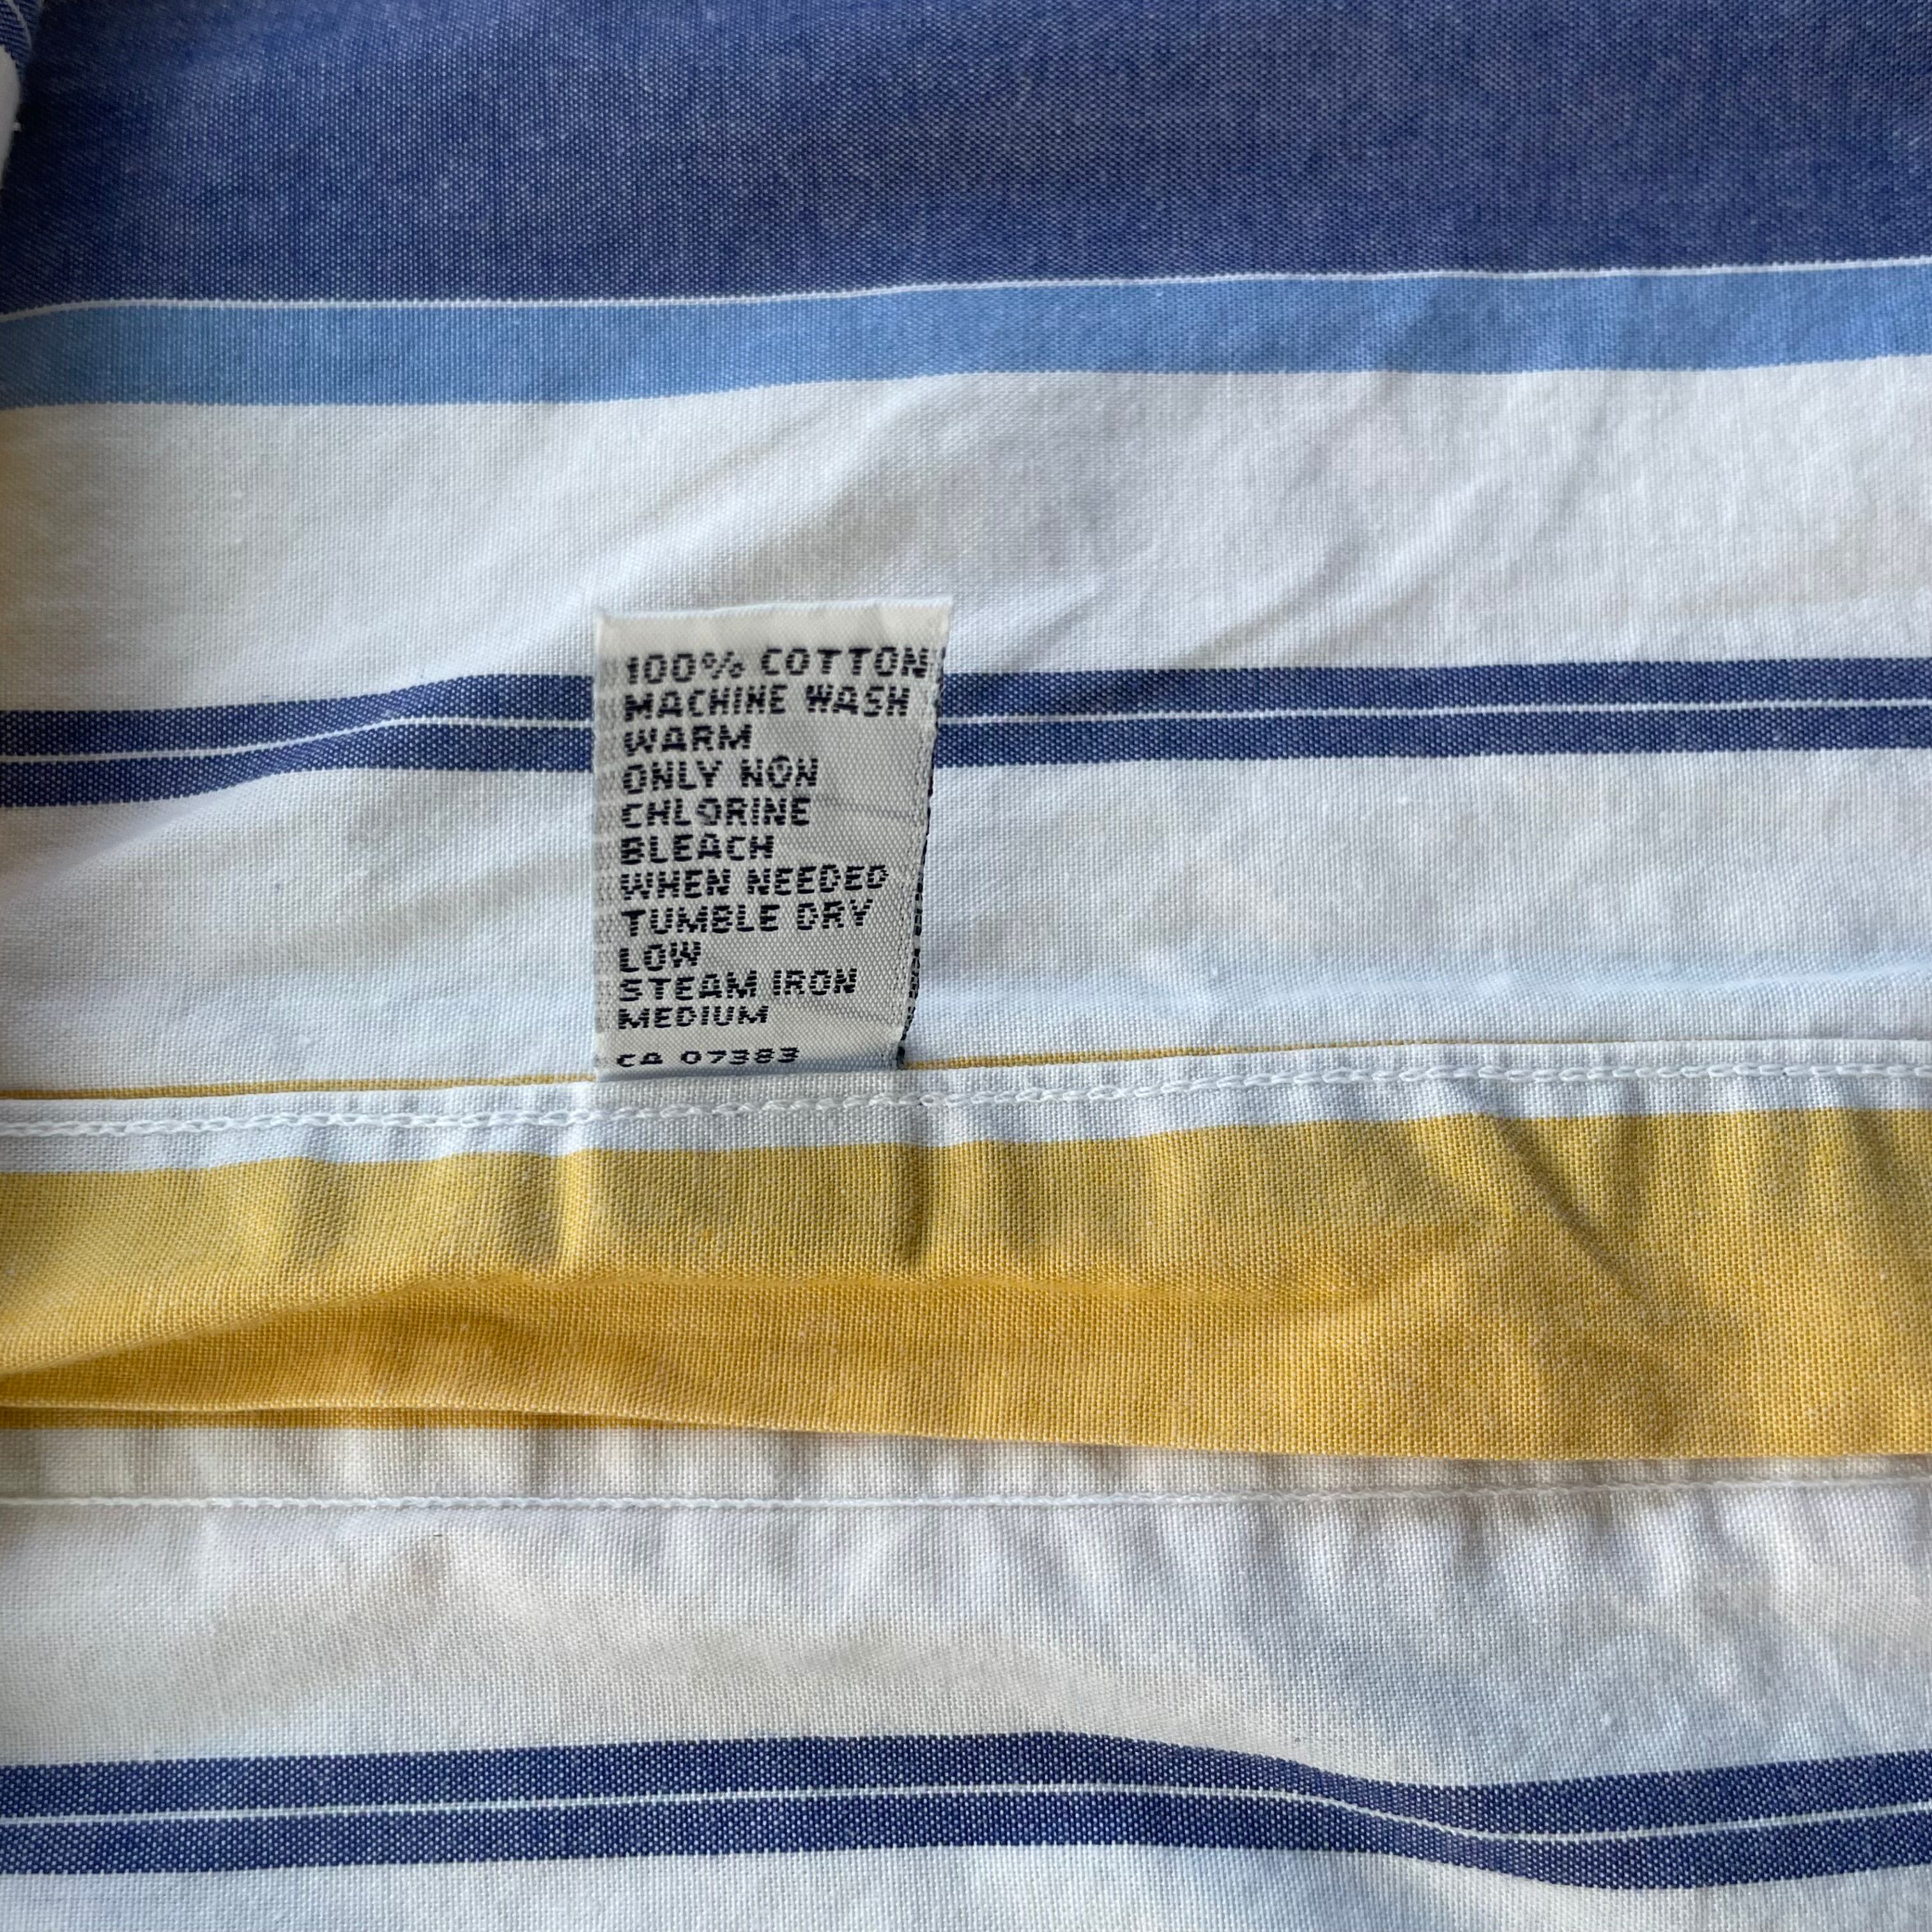 100% COTTON
MACHINE WASH
WARM
ONLY NON
CHLORINE
BLEACH
WHEN NEEDED
TUMBLE DRY
LOW
STEAM IRON
MEDIUM
CA 07383